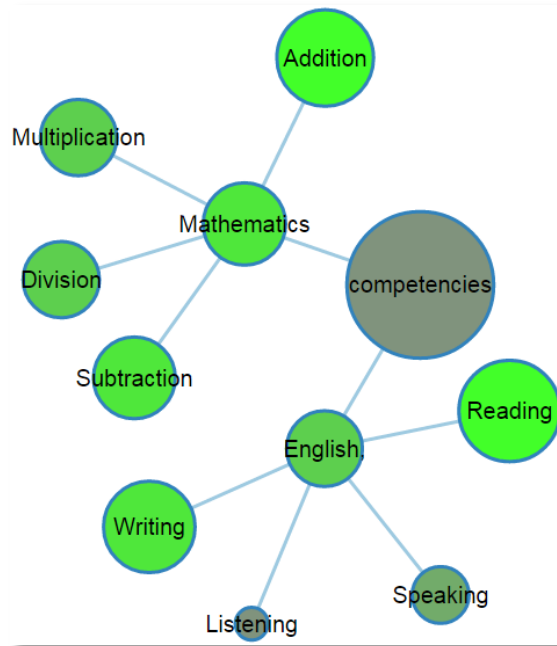 Addition
Multiplication
Mathematics
Division
competencies
Subtraction
Reading
English,
Writing
Speaking
Listening